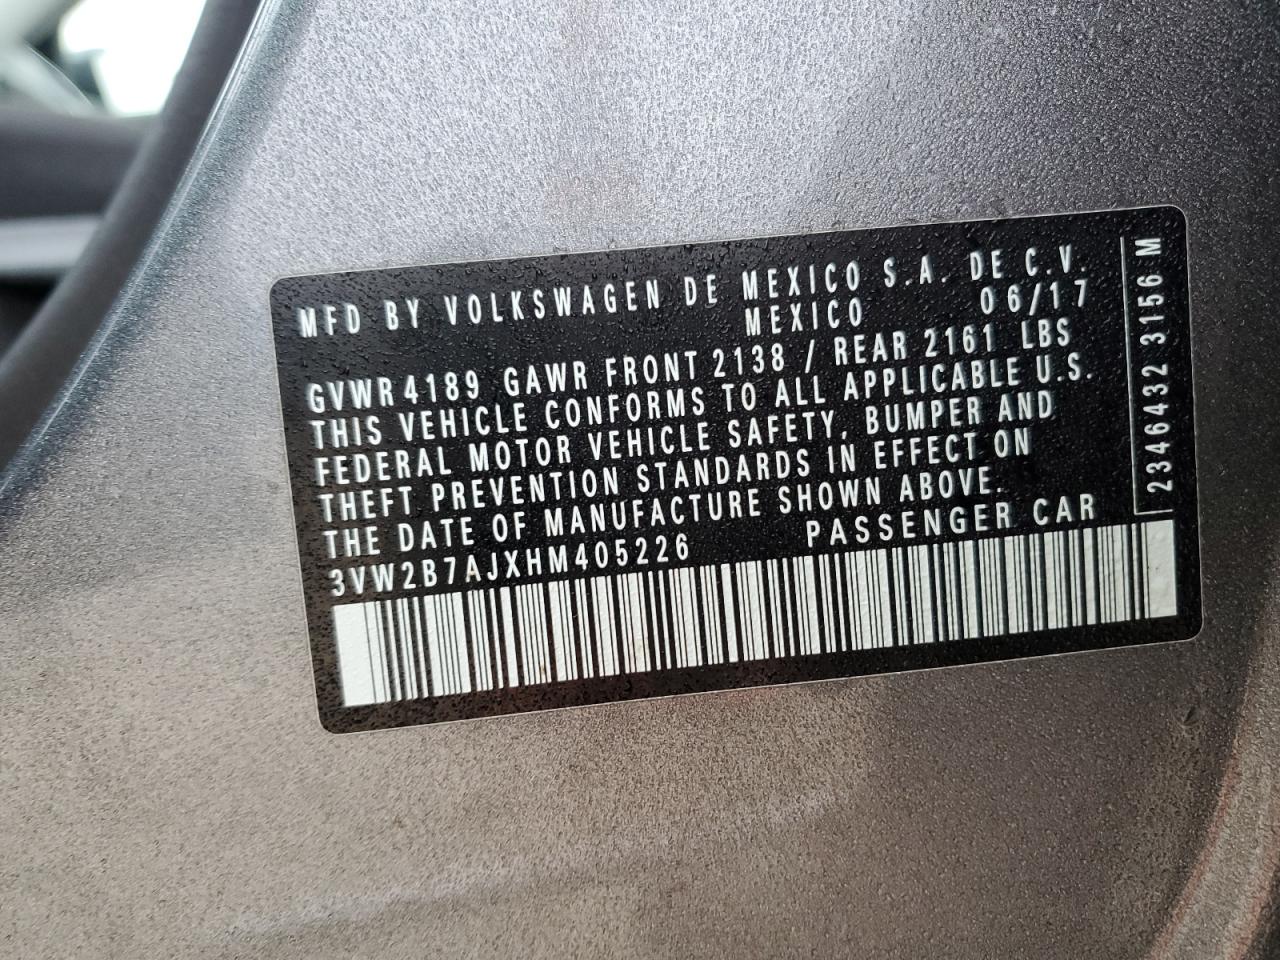 MFD BY VOLKSWAGEN DE MEXICO S.A. DE C.V.
MEXICO 06/17
GVWR 4189 GAWR FRONT 2138 / REAR 2161 LBS
THIS VEHICLE CONFORMS TO ALL APPLICABLE U.S.
FEDERAL MOTOR VEHICLE SAFETY, BUMPER AND
THEFT PREVENTION STANDARDS IN EFFECT ON
THE DATE OF MANUFACTURE SHOWN ABOVE.
3VW2B7AJXHM405226 PASSENGER CAR
2346432 3156 M